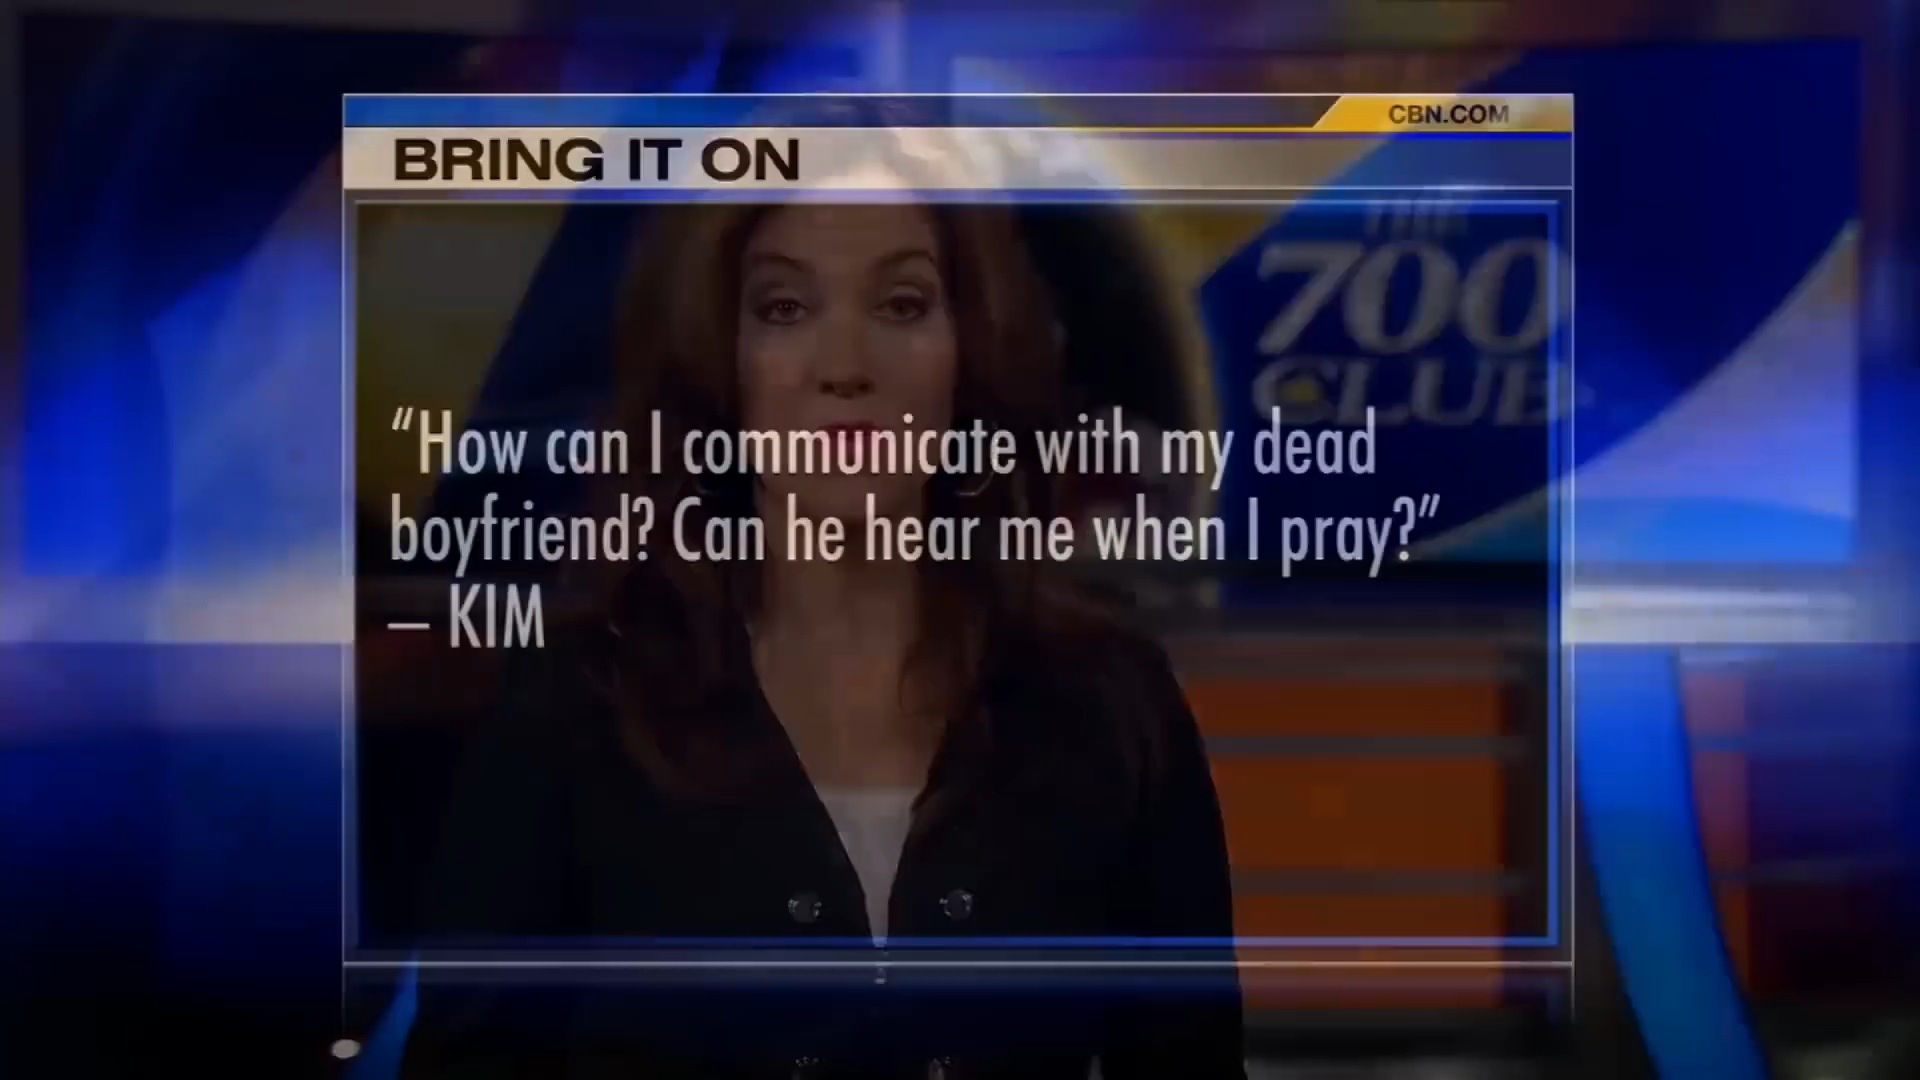 CBN.COM
BRING IT ON
THE
700
CLUB
“How can I communicate with my dead
boyfriend? Can he hear me when I pray?”
– KIM